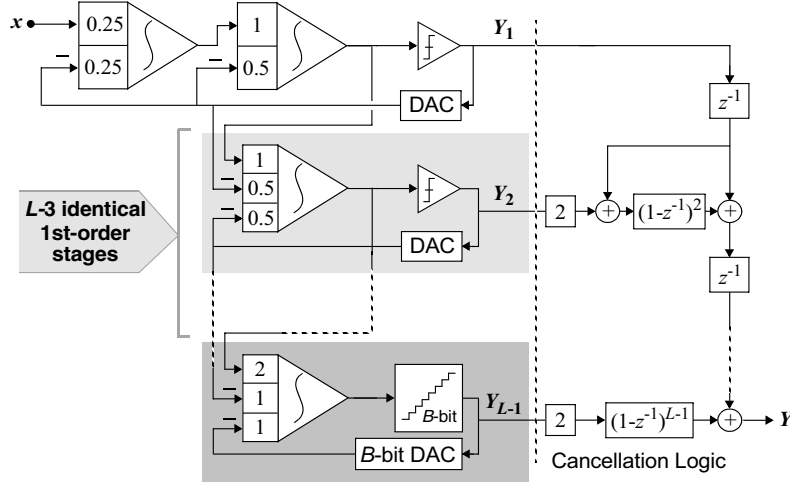 x
0.25
1
Y1
−
−
0.25
0.5
DAC
z-1
1
−
0.5
Y2
2
+
(1-z-1)2
+
−
0.5
L-3 identical
1st-order
stages
DAC
z-1
2
−
1
YL-1
2
(1-z-1)L-1
+
Y
−
1
B-bit
B-bit DAC
Cancellation Logic